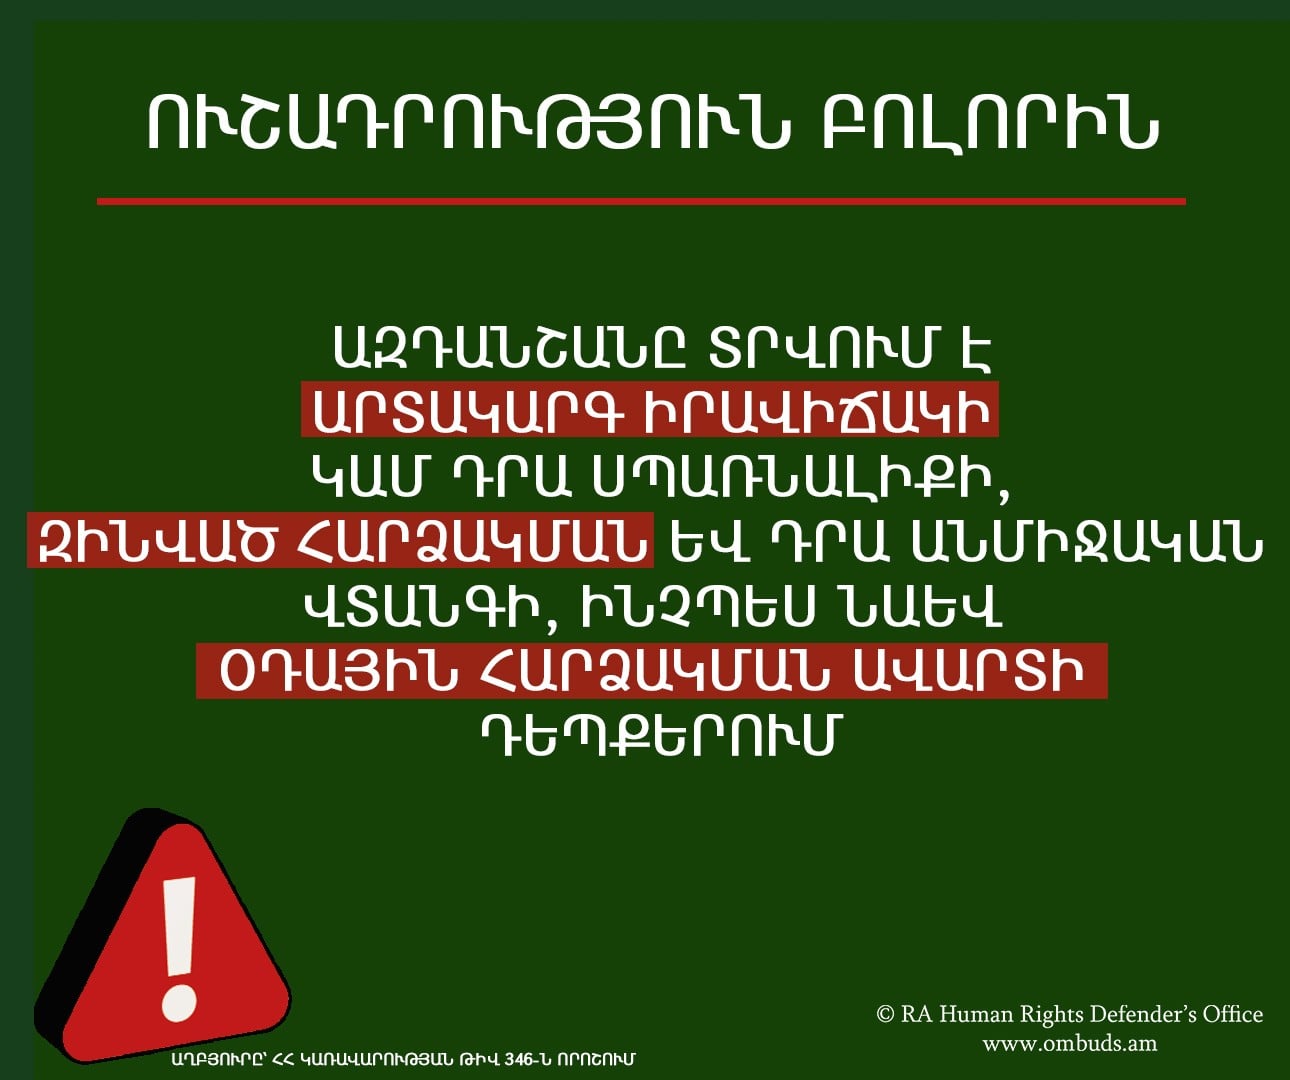 ՈՒՇԱԴՐՈՒԹՅՈՒՆ ԲՈԼՈՐԻՆ
ԱԶԴԱՆՇԱՆԸ ՏՐՎՈՒՄ Է
ԱՐՏԱԿԱՐԳ ԻՐԱՎԻՃԱԿԻ
ԿԱՄ ԴՐԱ ՍՊԱՌՆԱԼԻՔԻ,
ԶԻՆՎԱԾ ՀԱՐՁԱԿՄԱՆ ԵՎ ԴՐԱ ԱՆՄԻՋԱԿԱՆ
ՎՏԱՆԳԻ, ԻՆՉՊԵՍ ՆԱԵՎ
ՕԴԱՅԻՆ ՀԱՐՁԱԿՄԱՆ ԱՎԱՐՏԻ
ԴԵՊՔԵՐՈՒՄ
© RA Human Rights Defender’s Office
www.ombuds.am
ԱՂԲՅՈՒՐԸ՝ ՀՀ ԿԱՌԱՎԱՐՈՒԹՅԱՆ ԹԻՎ 346-Ն ՈՐՈՇՈՒՄ